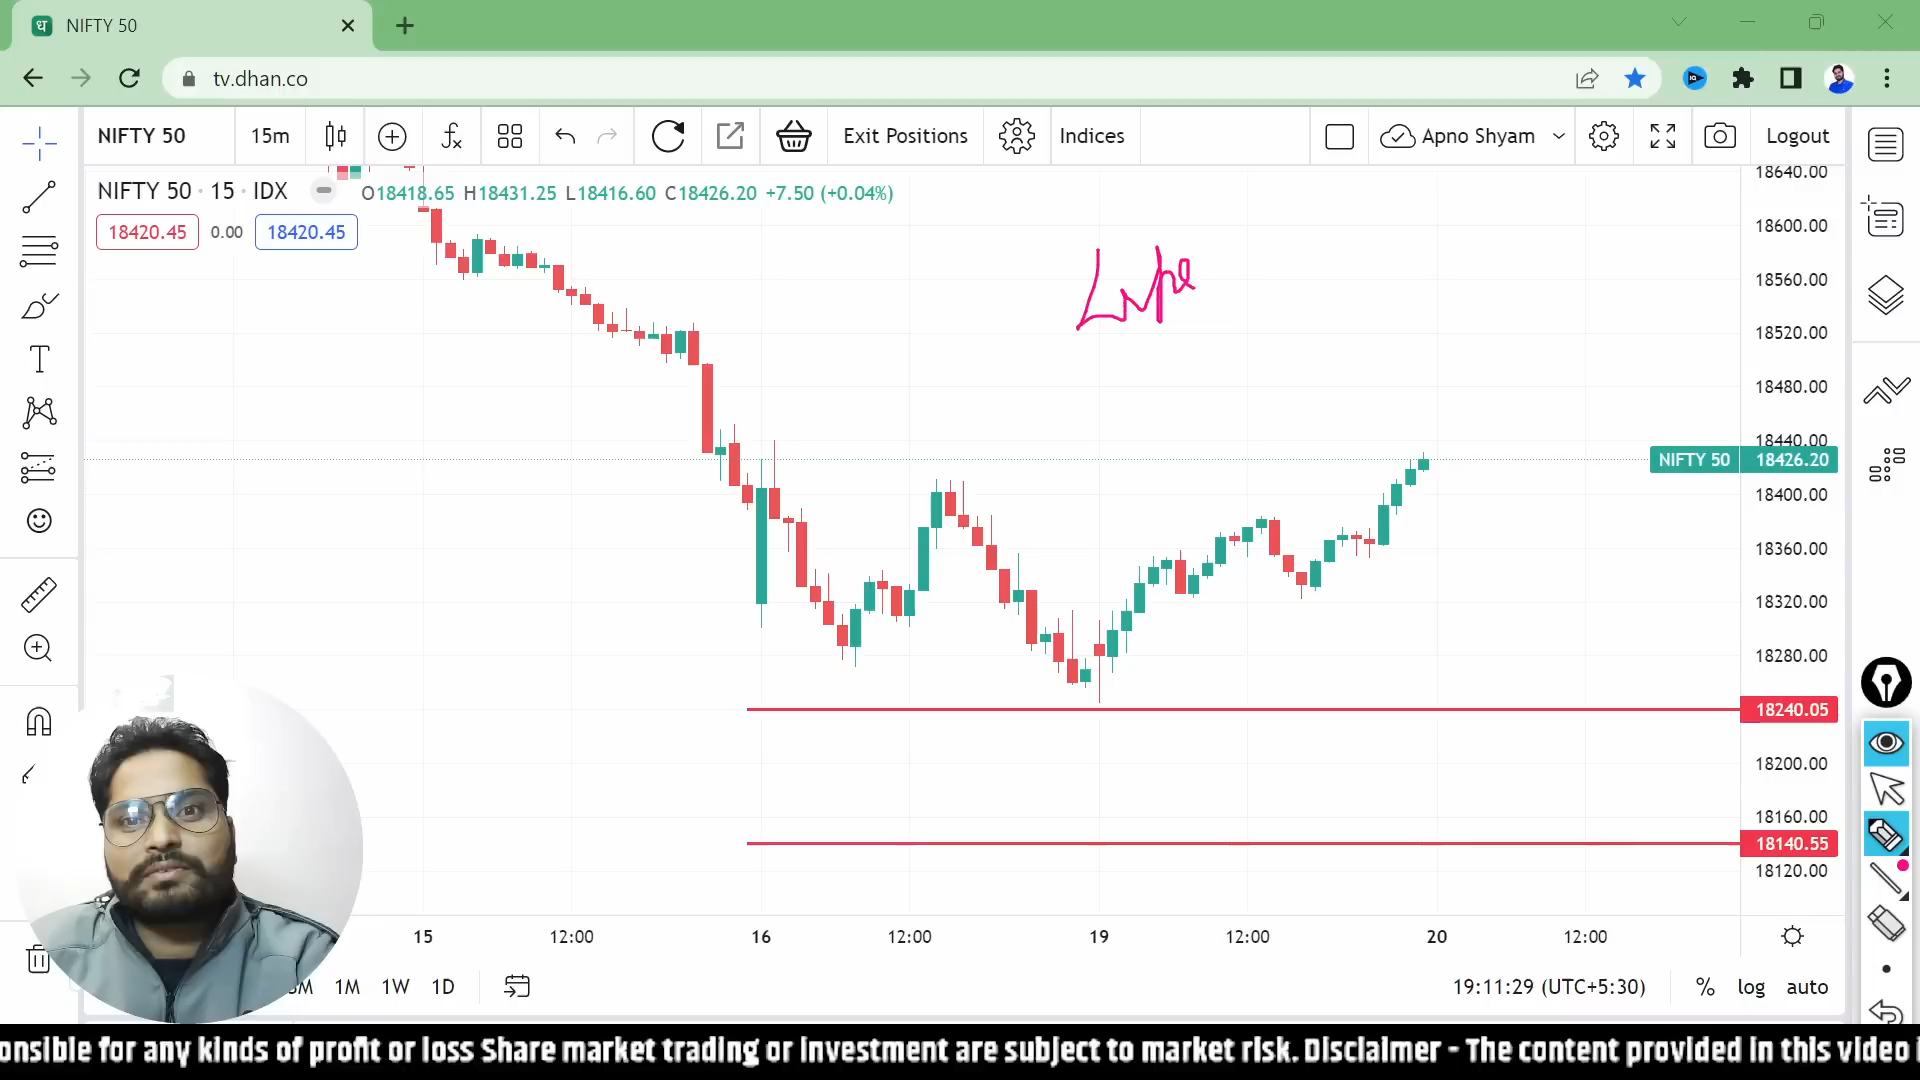 NIFTY 50
tv.dhan.co
NIFTY 50
15m
Exit Positions
Indices
Apno Shyam
Logout
NIFTY 50 · 15 · IDX
O18418.65 H18431.25 L18416.60 C18426.20 +7.50 (+0.04%)
18420.45
0.00
18420.45
18640.00
18600.00
18560.00
18520.00
18480.00
18440.00
NIFTY 50 18426.20
18400.00
18360.00
18320.00
18280.00
18240.05
18200.00
18160.00
18140.55
18120.00
15
12:00
16
12:00
19
12:00
20
12:00
1M
1W
1D
19:11:29 (UTC+5:30)
%
log
auto
onsible for any kinds of profit or loss Share market trading or investment are subject to market risk. Disclaimer - The content provided in this video i